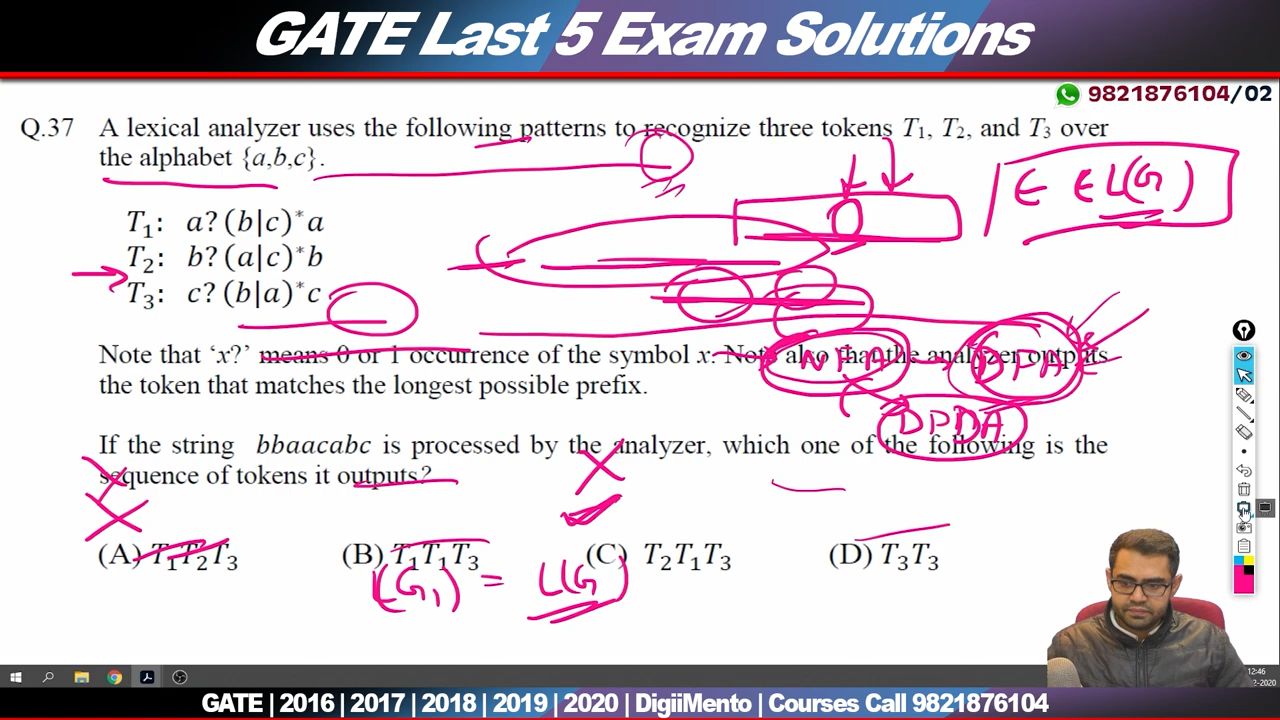 GATE Last 5 Exam Solutions
9821876104/02
Q.37 A lexical analyzer uses the following patterns to recognize three tokens T₁, T₂, and T₃ over
the alphabet {a,b,c}.
ϵ ∈ L(G)
T₁: a?(b|c)*a
T₂: b?(a|c)*b
T₃: c?(b|a)*c
Note that 'x?' means 0 or 1 occurrence of the symbol x. Note also that the analyzer outputs
the token that matches the longest possible prefix.
NFA → DFA
DPDA
If the string bbaacabc is processed by the analyzer, which one of the following is the
sequence of tokens it outputs?
(A) T₁T₂T₃ (B) T₁T₁T₃ (C) T₂T₁T₃ (D) T₃T₃
L(G₁) = L(G)
12:46
GATE | 2016 | 2017 | 2018 | 2019 | 2020 | DigiiMento | Courses Call 9821876104